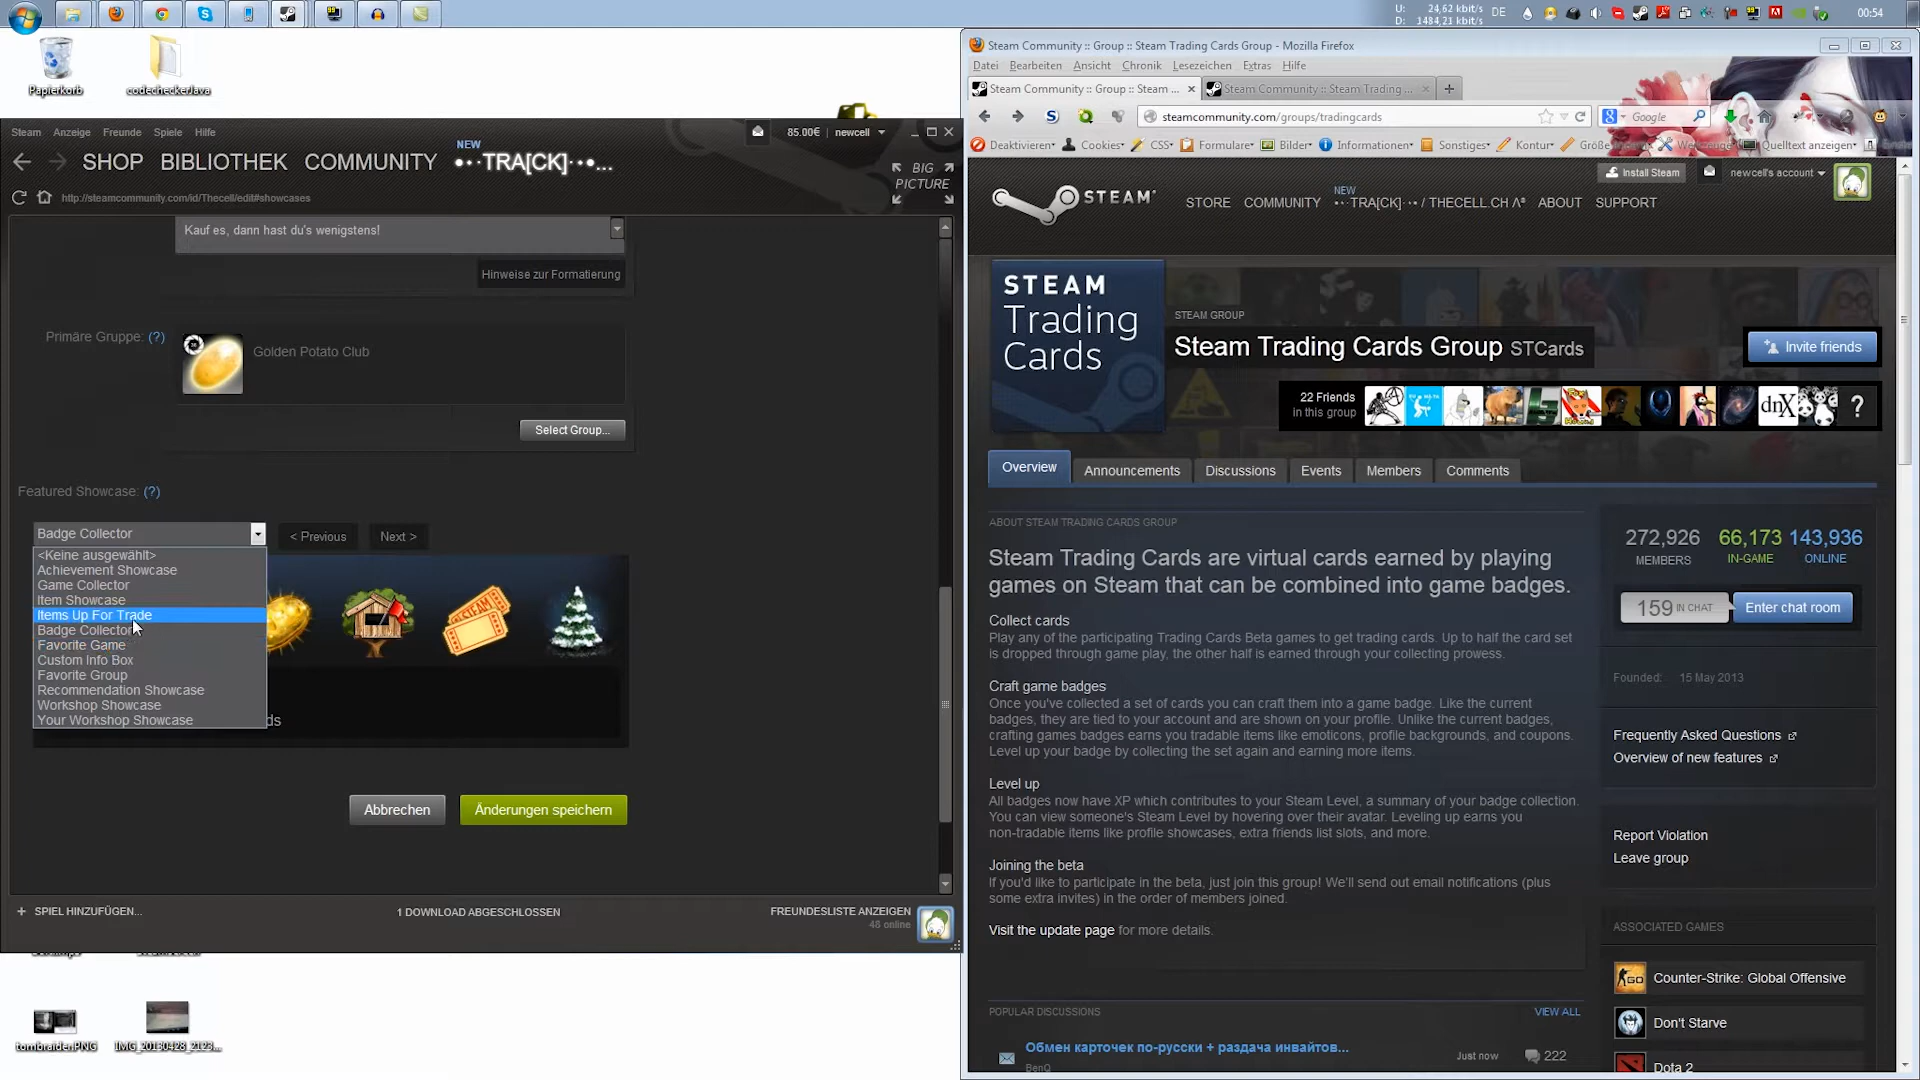 U: 24,62 kbit/s
D: 1484,21 kbit/s
DE
00:54
Papierkorb
codecheckerJava
Steam Anzeige Freunde Spiele Hilfe
85.00€ newcell
NEW
SHOP BIBLIOTHEK COMMUNITY ••·TRA[CK]··•...
BIG
PICTURE
http://steamcommunity.com/id/Thecell/edit#showcases
Kauf es, dann hast du's wenigstens!
Hinweise zur Formatierung
Primäre Gruppe: (?)
Golden Potato Club
Select Group...
Featured Showcase: (?)
Badge Collector
< Previous Next >
<Keine ausgewählt>
Achievement Showcase
Game Collector
Item Showcase
Items Up For Trade
Badge Collector
Favorite Game
Custom Info Box
Favorite Group
Recommendation Showcase
Workshop Showcase
Your Workshop Showcase
ds
Abbrechen Änderungen speichern
+ SPIEL HINZUFÜGEN...
1 DOWNLOAD ABGESCHLOSSEN
FREUNDESLISTE ANZEIGEN
48 online
tombraider.PNG
IMG_20130428_2123...
Steam Community :: Group :: Steam Trading Cards Group - Mozilla Firefox
Datei Bearbeiten Ansicht Chronik Lesezeichen Extras Hilfe
Steam Community :: Group :: Steam ...
Steam Community :: Steam Trading ...
steamcommunity.com/groups/tradingcards
Google
Deaktivieren Cookies CSS Formulare Bilder Informationen Sonstiges Kontur Größe Werkzeuge Quelltext anzeigen
Install Steam
newcell's account
STEAM
NEW
STORE COMMUNITY ••·TRA[CK]·•• / THECELL.CH Λ³ ABOUT SUPPORT
STEAM
Trading
Cards
STEAM GROUP
Steam Trading Cards Group STCards
Invite friends
22 Friends
in this group
dnX
?
Overview Announcements Discussions Events Members Comments
ABOUT STEAM TRADING CARDS GROUP
Steam Trading Cards are virtual cards earned by playing
games on Steam that can be combined into game badges.
Collect cards
Play any of the participating Trading Cards Beta games to get trading cards. Up to half the card set
is dropped through game play, the other half is earned through your collecting prowess.
Craft game badges
Once you've collected a set of cards you can craft them into a game badge. Like the current
badges, they are tied to your account and are shown on your profile. Unlike the current badges,
crafting games badges earns you tradable items like emoticons, profile backgrounds, and coupons.
Level up your badge by collecting the set again and earning more items.
Level up
All badges now have XP which contributes to your Steam Level, a summary of your badge collection.
You can view someone's Steam Level by hovering over their avatar. Leveling up earns you
non-tradable items like profile showcases, extra friends list slots, and more.
Joining the beta
If you'd like to participate in the beta, just join this group! We'll send out email notifications (plus
some extra invites) in the order of members joined.
Visit the update page for more details.
POPULAR DISCUSSIONS
VIEW ALL
Обмен карточек по-русски + раздача инвайтов...
BenQ
Just now
222
272,926 66,173 143,936
MEMBERS IN-GAME ONLINE
159 IN CHAT
Enter chat room
Founded: 15 May 2013
Frequently Asked Questions
Overview of new features
Report Violation
Leave group
ASSOCIATED GAMES
Counter-Strike: Global Offensive
Don't Starve
Dota 2